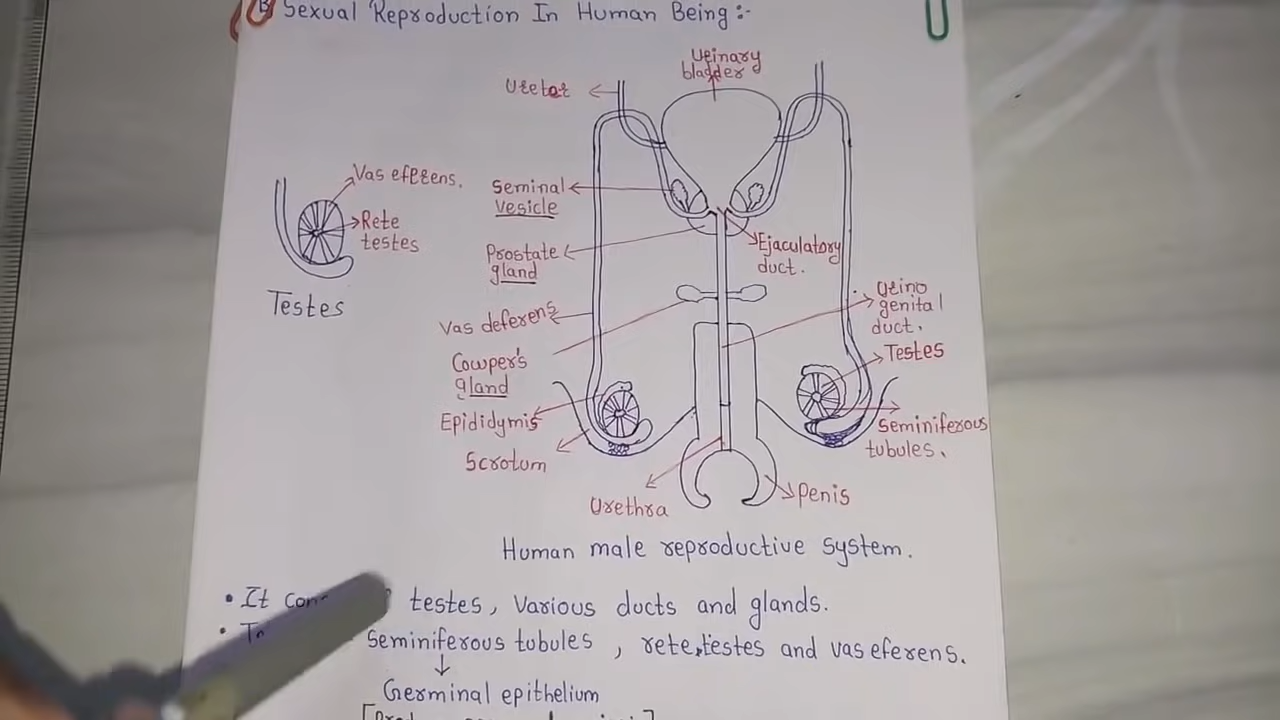 B) Sexual Reproduction In Human Being:-
Ureter
Urinary
bladder
Vas efferens.
Rete
testes
Testes
Seminal
vesicle
Prostate
gland
Ejaculatory
duct.
Vas deferens
Urino
genital
duct.
Cowper's
gland
Testes
Epididymis
Seminiferous
tubules.
Scrotum
Urethra
Penis
Human male reproductive system.
• It testes, Various ducts and glands.
• Seminiferous tubules, rete testes and vas eferens.
↓
Germinal epithelium